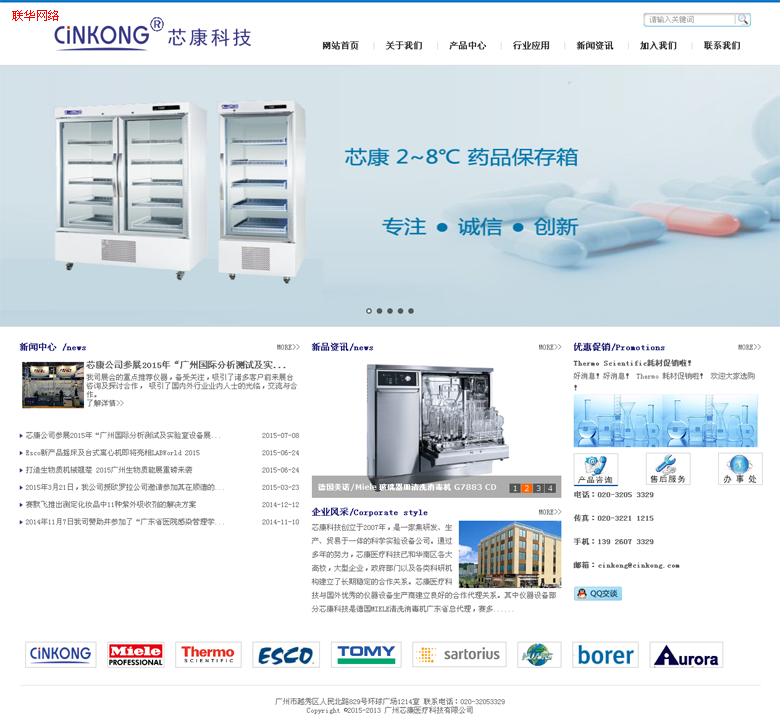 联华网络
CiNKONG® 芯康科技
请输入关键词
网站首页 关于我们 产品中心 行业应用 新闻资讯 加入我们 联系我们
芯康 2~8℃ 药品保存箱
专注 ● 诚信 ● 创新
新闻中心 /news MORE>>
芯康公司参展2015年“广州国际分析测试及实...
我司展会的重点推荐仪器，备受关注，吸引了诸多客户前来展台
咨询及探讨合作， 吸引了国内外行业业内人士的光临，交流与合
作。
了解详情>>
芯康公司参展2015年“广州国际分析测试及实验室设备展... 2015-07-08
Esco新产品摇床及台式离心机即将亮相LABWorld 2015 2015-06-24
打造生物质机械翘楚 2015广州生物质能展重磅来袭 2015-06-24
2015年3月21日，我公司授欧罗拉公司邀请参加其在顺德的... 2015-03-23
赛默飞推出测定化妆品中11种紫外吸收剂的解决方案 2014-12-12
2014年11月7日我司赞助并参加了“广东省医院感染管理学... 2014-11-10
新品资讯/news MORE>>
德国美诺/Miele 玻璃器皿清洗消毒机 G7883 CD
1 2 3 4
企业风采/Corporate style MORE>>
芯康科技创立于2007年，是一家集研发、生
产、贸易于一体的科学实验设备公司。通过
多年的努力，芯康医疗科技已和华南区各大
高校，大型企业，政府部门以及各类科研机
构建立了长期稳定的合作关系。芯康医疗科
技与国外优秀的仪器设备生产商建立良好的合作代理关系。其中仪器设备部
分芯康科技是德国MIELE清洗消毒机广东省总代理，赛多......
优惠促销/Promotions MORE>>
Thermo Scientific耗材促销啦！
好消息！好消息！ Thermo 耗材促销啦！ 欢迎大家选购
！
产品咨询 售后服务 办 事 处
电话：020-3205 3329
传真：020-3221 1215
手机：139 2607 3329
邮箱：cinkong@cinkong.com
QQ交谈
CiNKONG Miele PROFESSIONAL Thermo SCIENTIFIC ESCO TOMY sartorius borer Aurora
广州市越秀区人民北路829号环球广场1214室 联系电话：020-32053329
Copyright ©2015-2013 广州芯康医疗科技有限公司